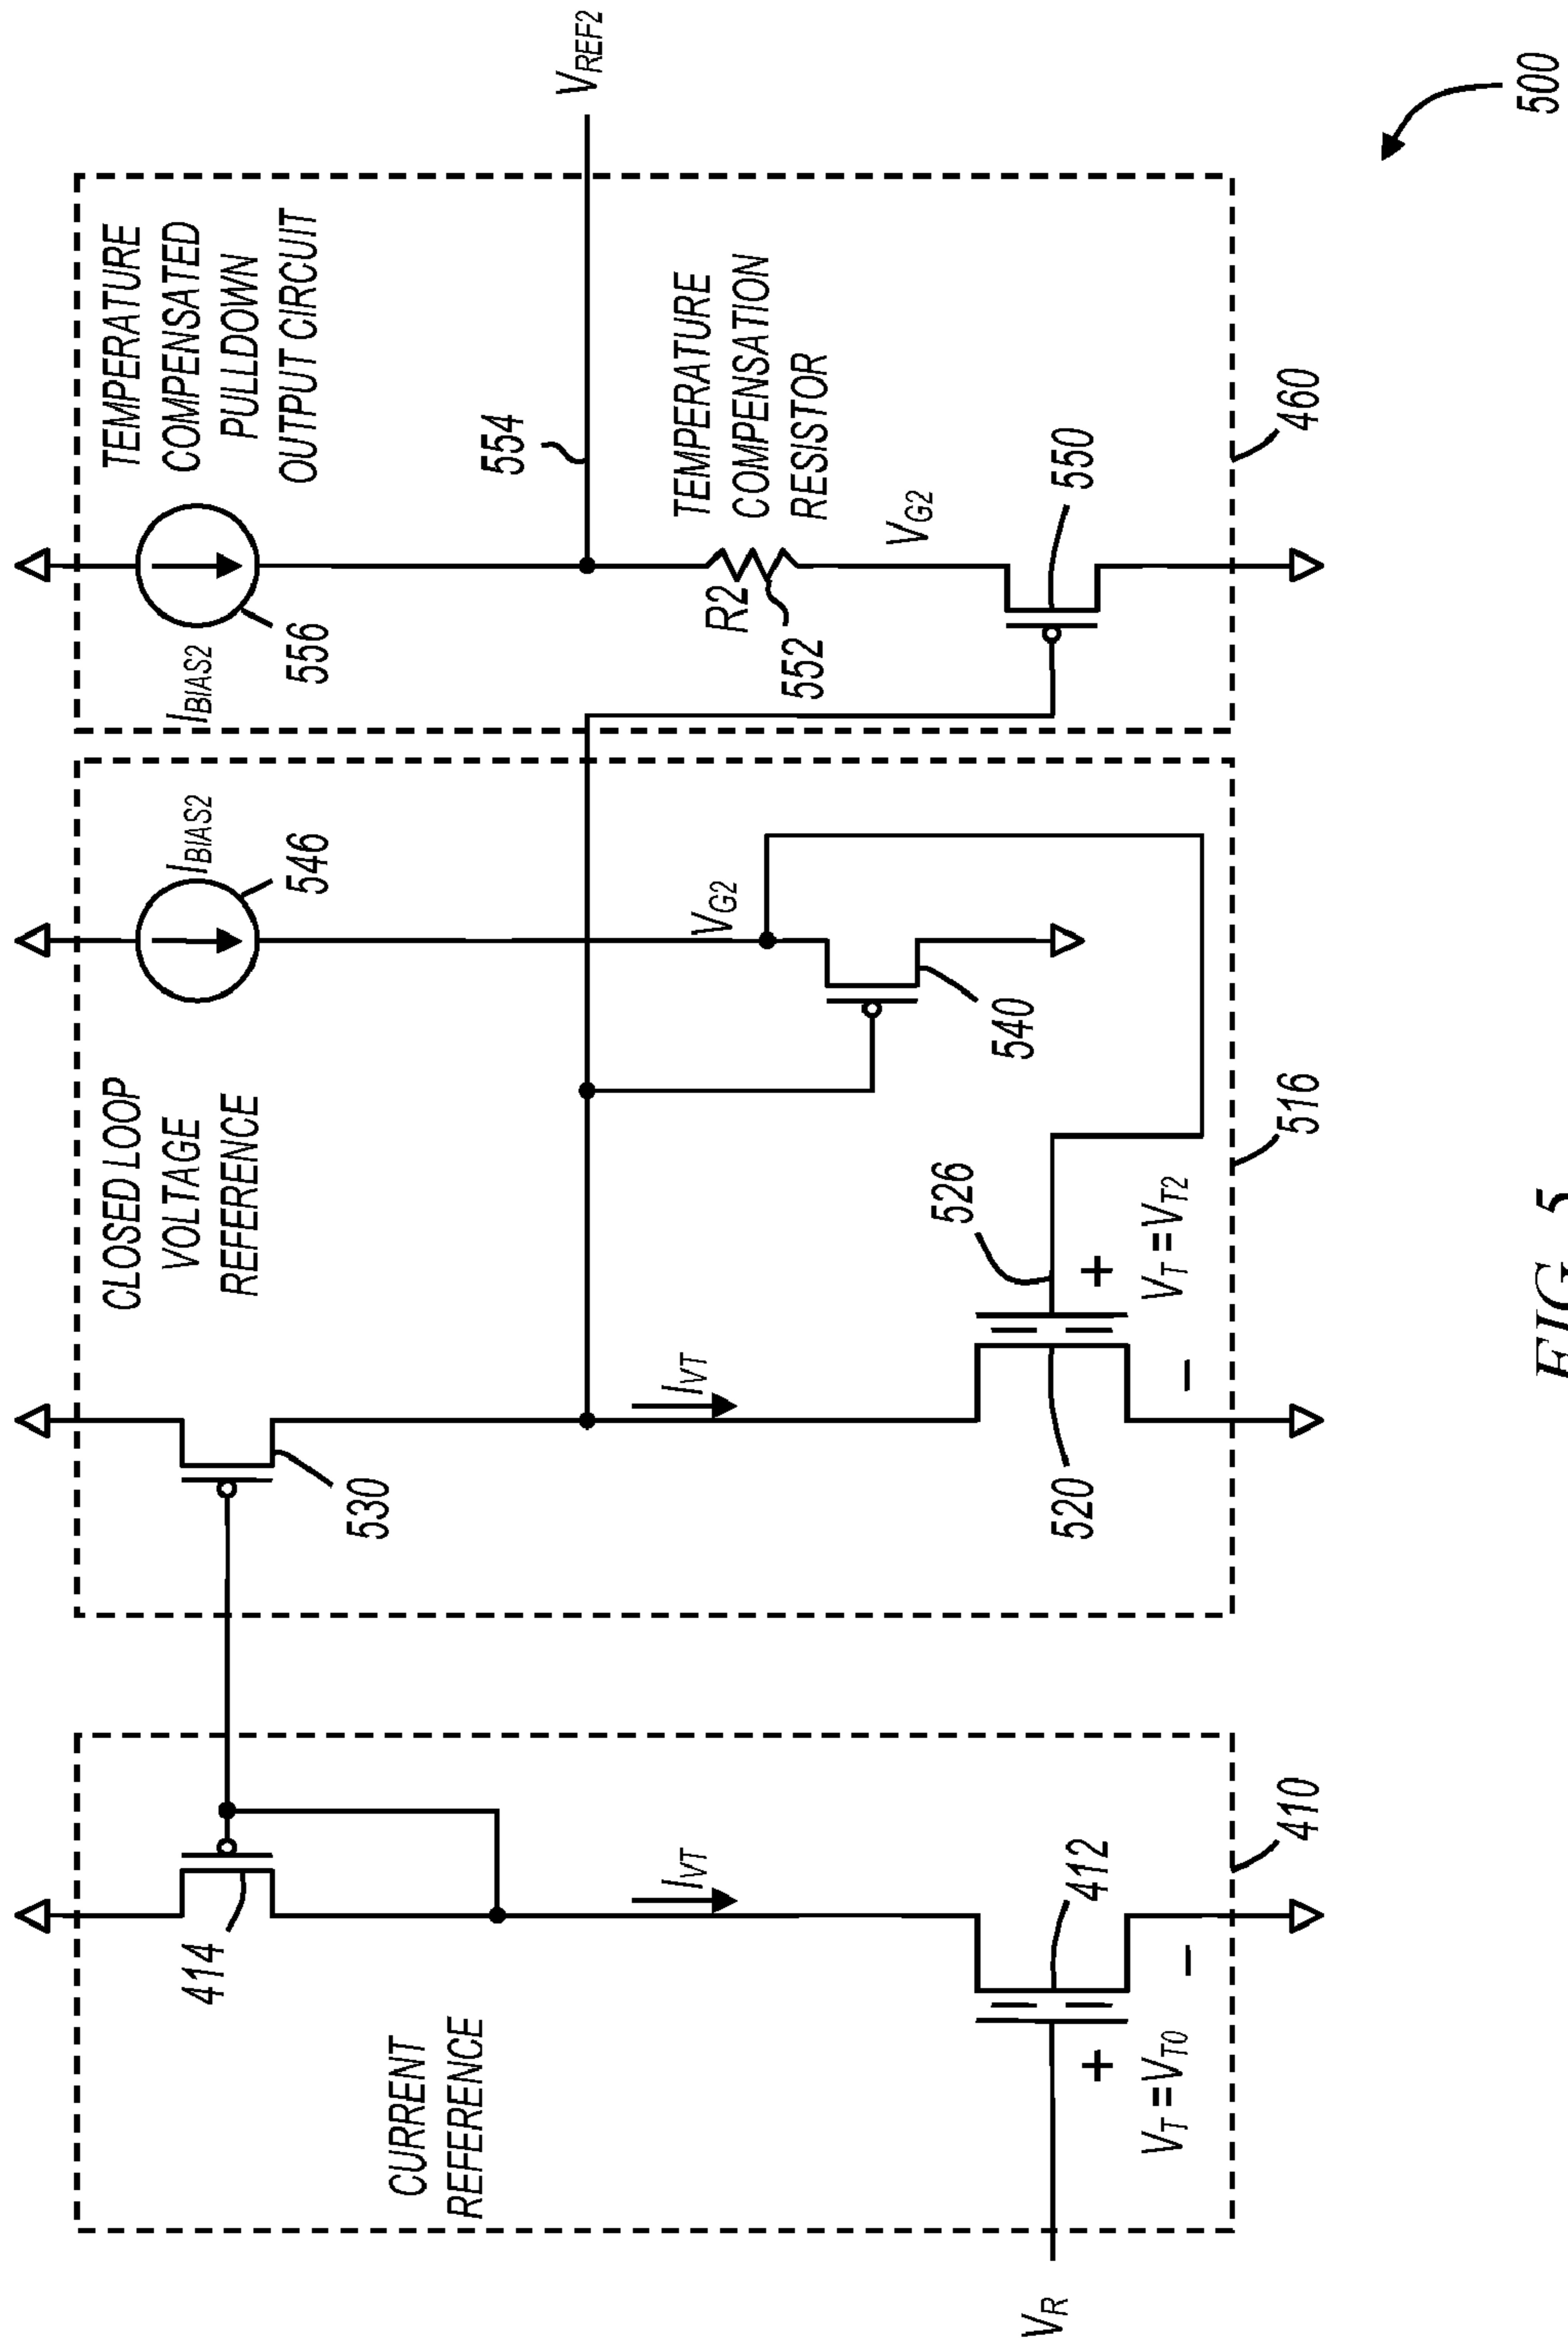 CURRENT
REFERENCE
414
I_VT
412
V_R
V_T=V_T0
+
−
410
CLOSED LOOP
VOLTAGE
REFERENCE
530
I_VT
520
526
+
−
V_T=V_T2
I_BIAS2
546
V_G2
540
516
TEMPERATURE
COMPENSATED
PULLDOWN
OUTPUT CIRCUIT
I_BIAS2
556
554
V_REF2
R2
552
TEMPERATURE
COMPENSATION
RESISTOR
V_G2
550
460
500
FIG. 5